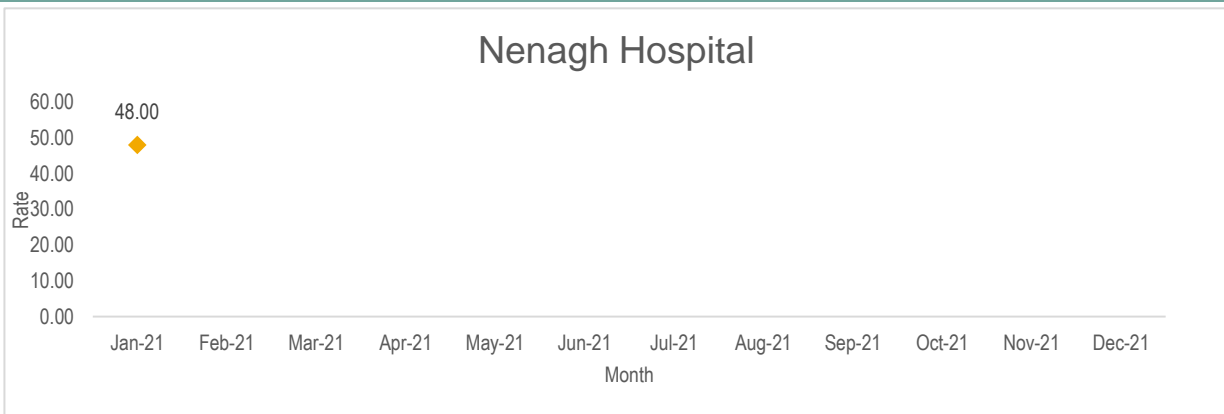 Nenagh Hospital
60.00
48.00
50.00
40.00
30.00
20.00
10.00
0.00
Rate
Jan-21 Feb-21 Mar-21 Apr-21 May-21 Jun-21 Jul-21 Aug-21 Sep-21 Oct-21 Nov-21 Dec-21
Month